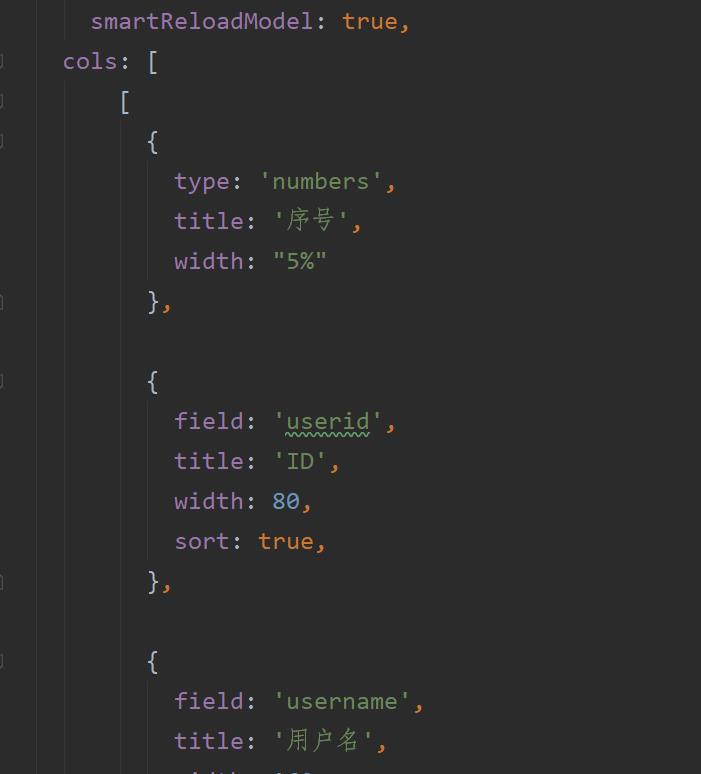 smartReloadModel: true,
cols: [
[
{
type: 'numbers',
title: '序号',
width: "5%"
},
{
field: 'userid',
title: 'ID',
width: 80,
sort: true,
},
{
field: 'username',
title: '用户名',